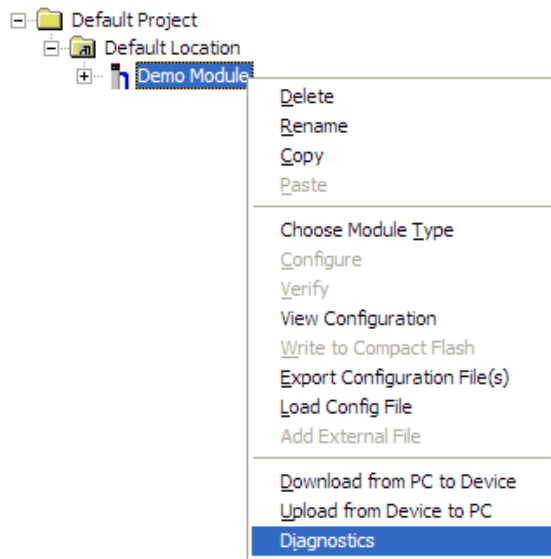 Default Project
Default Location
Demo Module
Delete
Rename
Copy
Paste
Choose Module Type
Configure
Verify
View Configuration
Write to Compact Flash
Export Configuration File(s)
Load Config File
Add External File
Download from PC to Device
Upload from Device to PC
Diagnostics